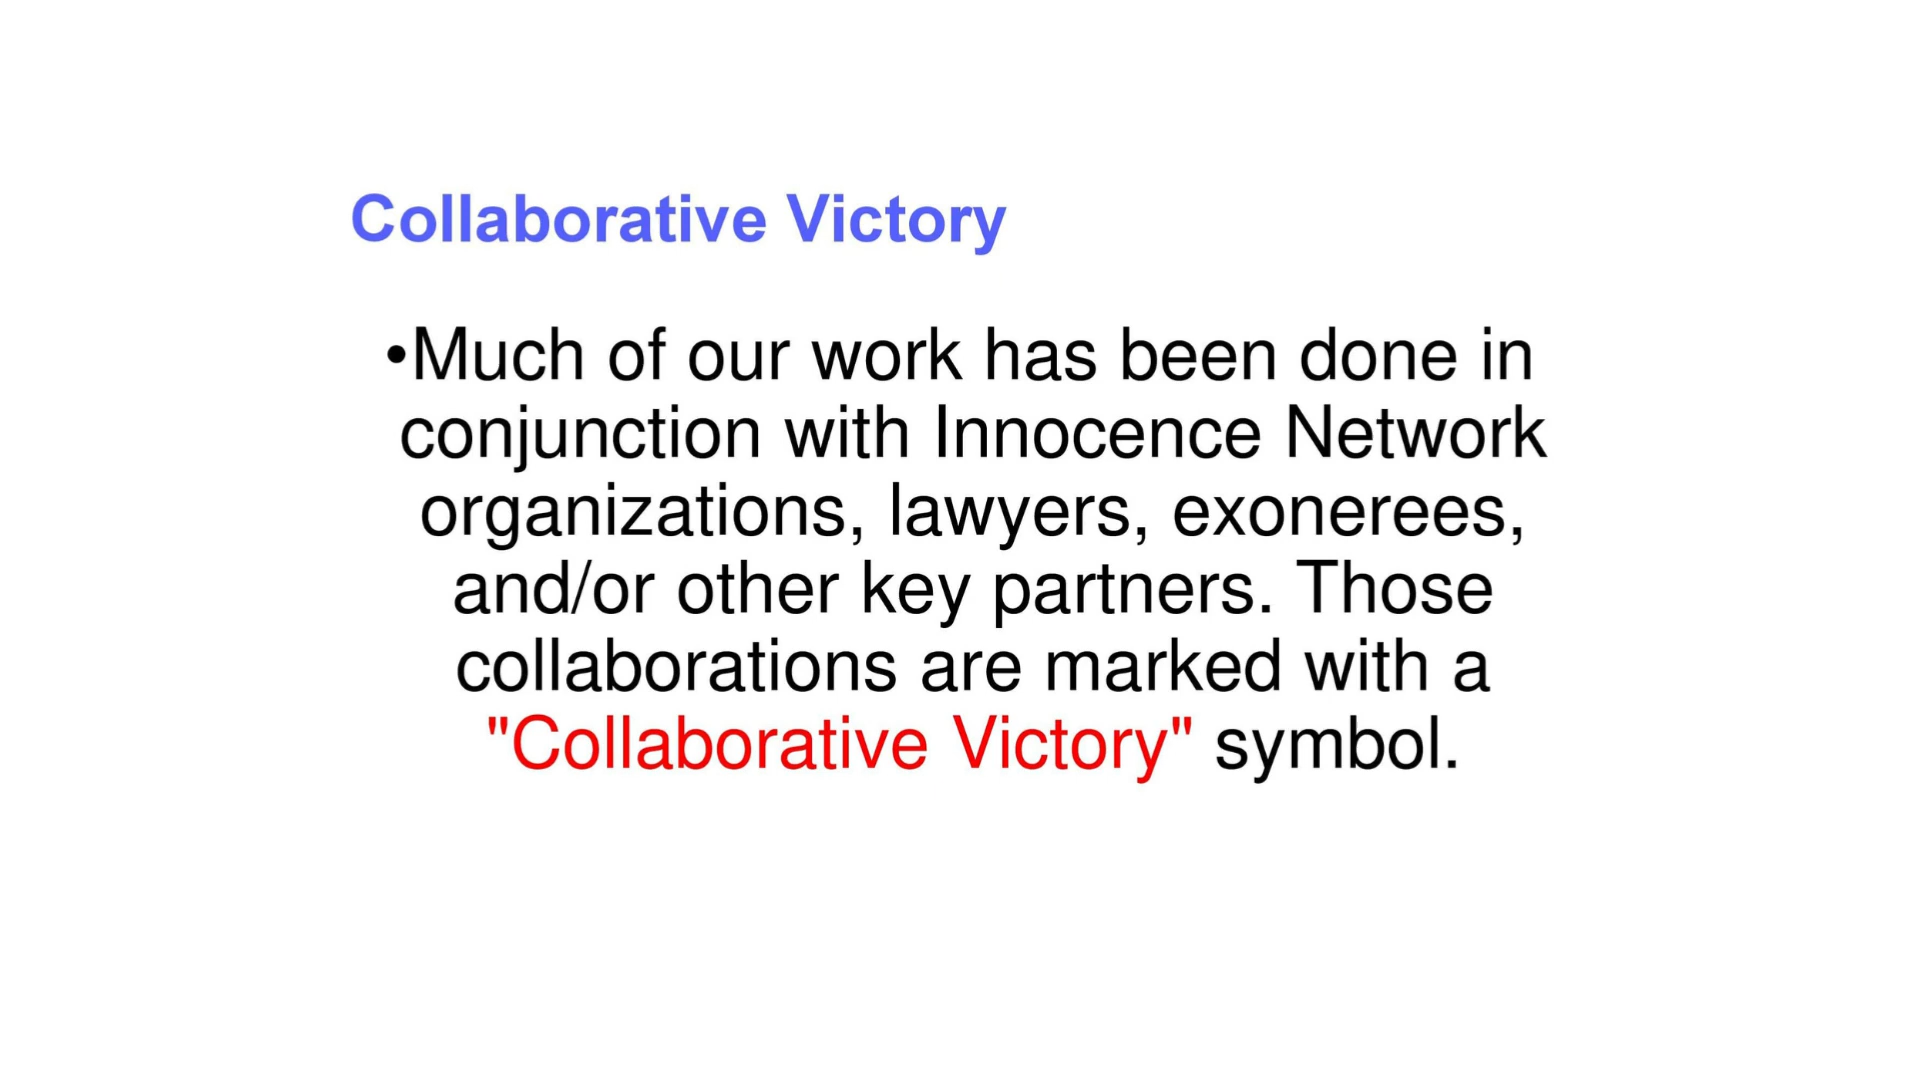 Collaborative Victory
•Much of our work has been done in
conjunction with Innocence Network
organizations, lawyers, exonerees,
and/or other key partners. Those
collaborations are marked with a
"Collaborative Victory" symbol.